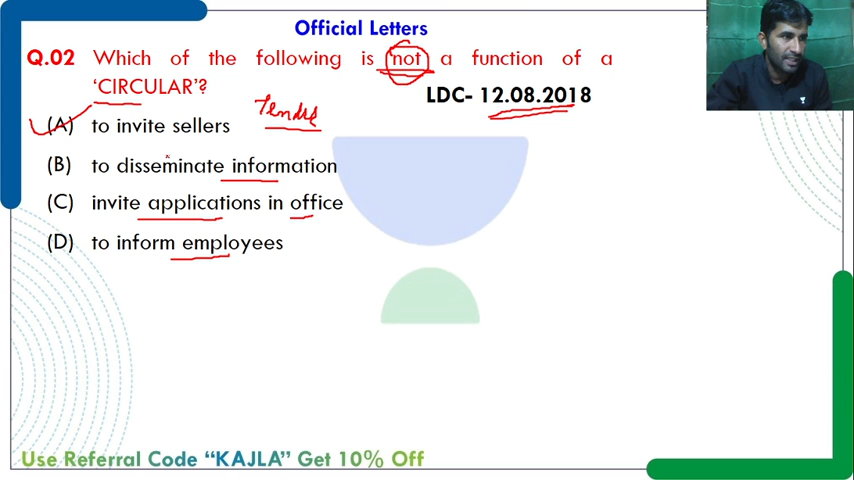 Official Letters
Q.02 Which of the following is not a function of a
'CIRCULAR'?
LDC- 12.08.2018
(A) to invite sellers
(B) to disseminate information
(C) invite applications in office
(D) to inform employees
Use Referral Code "KAJLA" Get 10% Off